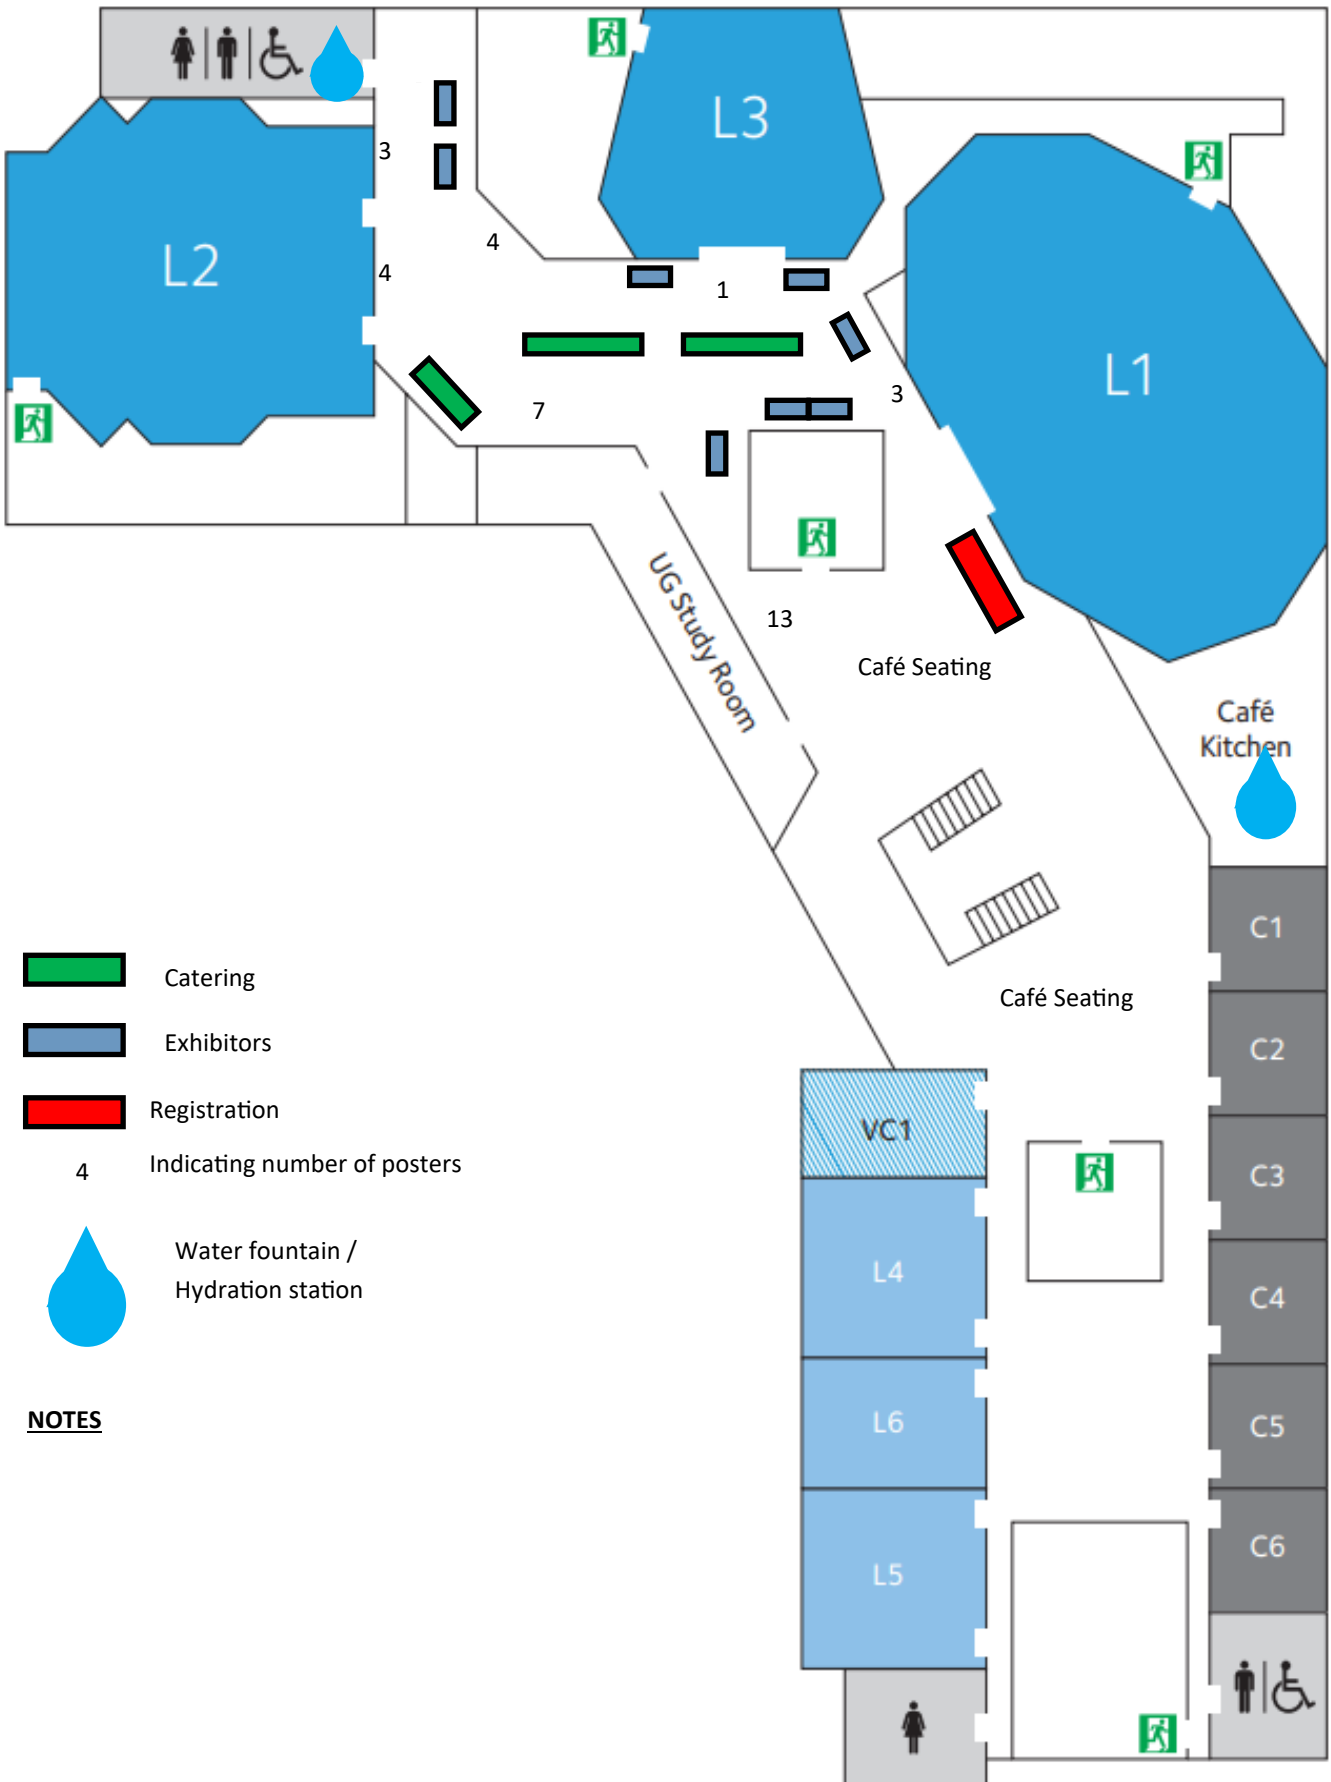 L3
3
L2
4
4
1
L1
3
7
UG Study Room
13
Café Seating
Café
Kitchen
C1
Catering
Café Seating
Exhibitors
C2
Registration
VC1
4
Indicating number of posters
C3
Water fountain /
Hydration station
L4
C4
NOTES
L6
C5
C6
L5